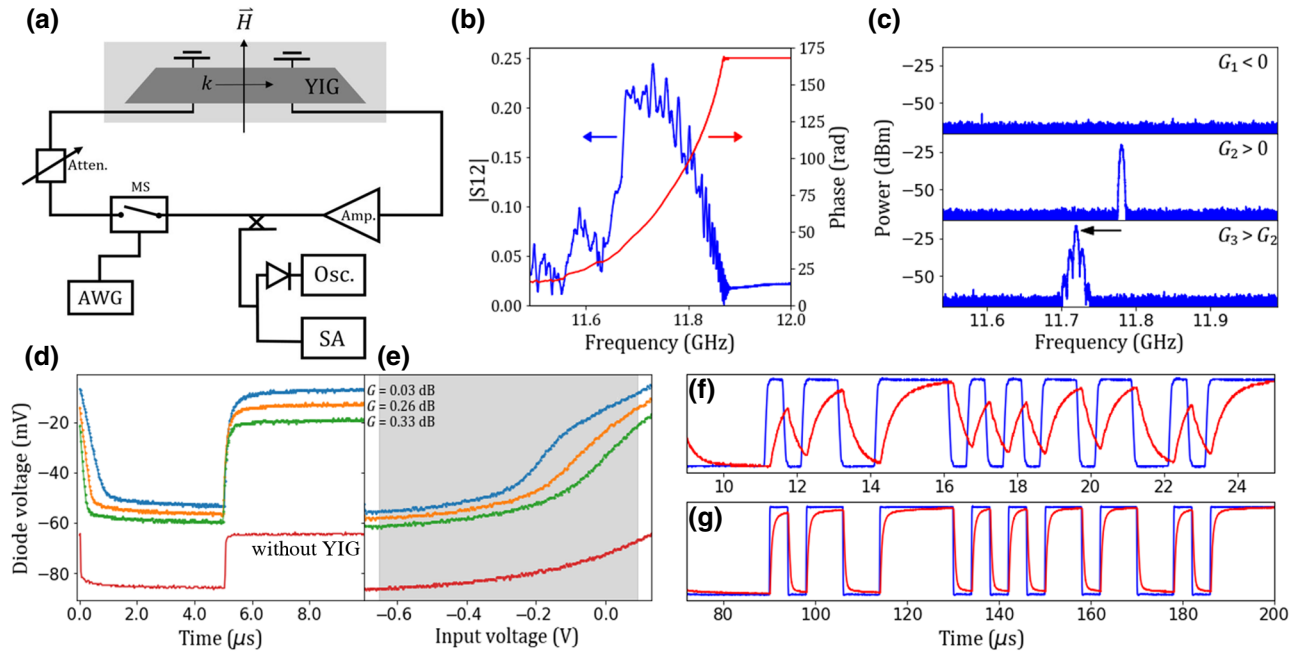 (a)
H
k
YIG
Atten.
MS
Amp.
AWG
Osc.
SA
(b)
0.25
0.20
0.15
0.10
0.05
0.00
|S12|
175
150
125
100
75
50
25
0
Phase (rad)
11.6 11.8 12.0
Frequency (GHz)
(c)
G₁ < 0
G₂ > 0
G₃ > G₂
−25
−50
−25
−50
−25
−50
Power (dBm)
11.6 11.7 11.8 11.9
Frequency (GHz)
(d)
−20
−40
−60
−80
Diode voltage (mV)
without YIG
0.0 2.0 4.0 6.0 8.0
Time (μs)
(e)
G = 0.03 dB
G = 0.26 dB
G = 0.33 dB
−0.6 −0.4 −0.2 0.0
Input voltage (V)
(f)
10 12 14 16 18 20 22 24
(g)
80 100 120 140 160 180 200
Time (μs)